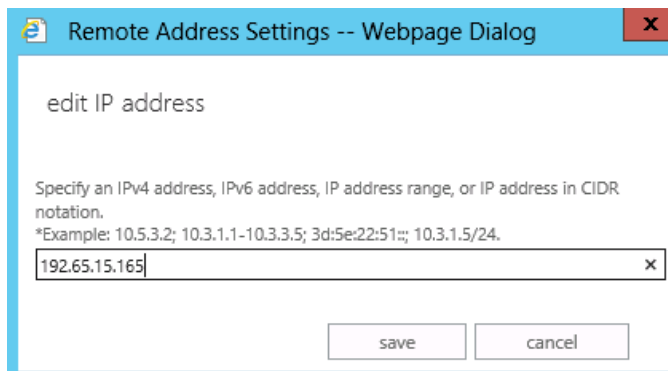 Remote Address Settings -- Webpage Dialog
x
edit IP address
Specify an IPv4 address, IPv6 address, IP address range, or IP address in CIDR
notation.
*Example: 10.5.3.2; 10.3.1.1-10.3.3.5; 3d:5e:22:51::; 10.3.1.5/24.
192.65.15.165
×
save cancel